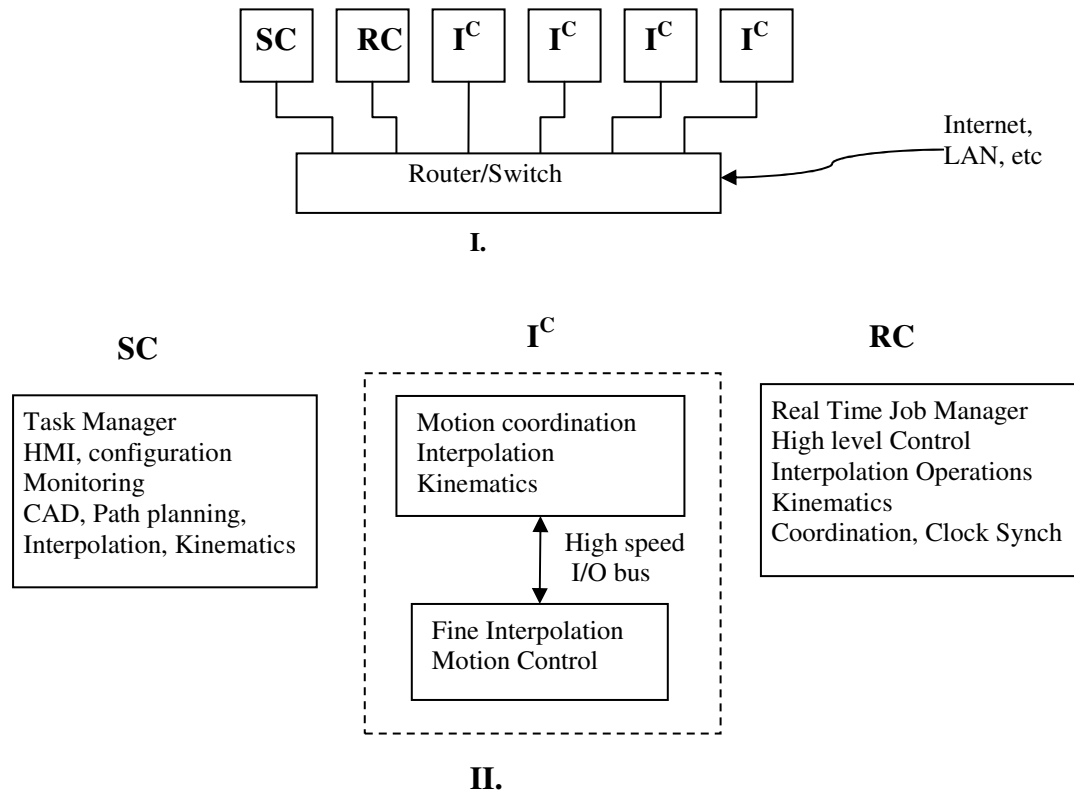 SC RC I^C I^C I^C I^C
Internet,
LAN, etc
Router/Switch
I.
SC
Task Manager
HMI, configuration
Monitoring
CAD, Path planning,
Interpolation, Kinematics
I^C
Motion coordination
Interpolation
Kinematics
High speed
I/O bus
Fine Interpolation
Motion Control
RC
Real Time Job Manager
High level Control
Interpolation Operations
Kinematics
Coordination, Clock Synch
II.